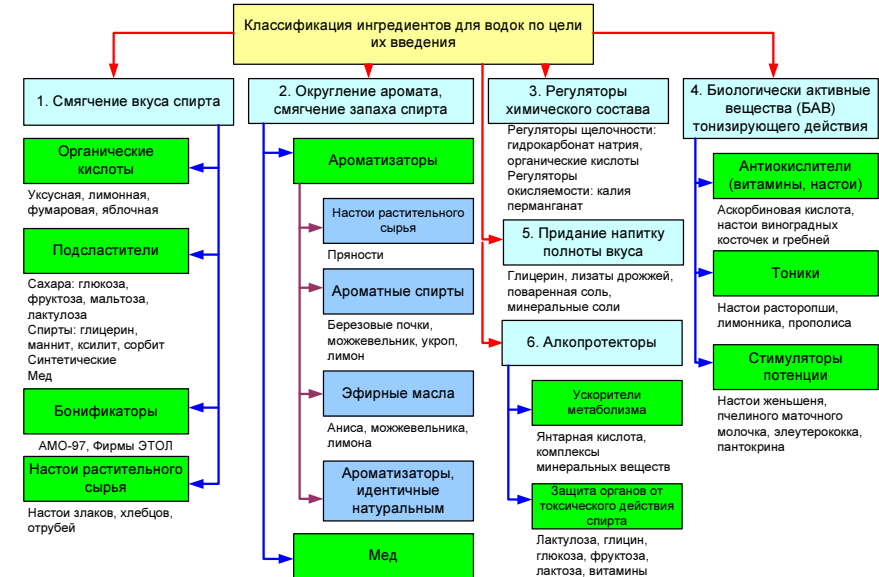 Классификация ингредиентов для водок по цели
их введения
1. Смягчение вкуса спирта
Органические
кислоты
Уксусная, лимонная,
фумаровая, яблочная
Подсластители
Сахара: глюкоза,
фруктоза, мальтоза,
лактулоза
Спирты: глицерин,
маннит, ксилит, сорбит
Синтетические
Мед
Бонификаторы
АМО-97, Фирмы ЭТОЛ
Настои растительного
сырья
Настои злаков, хлебцов,
отрубей
2. Округление аромата,
смягчение запаха спирта
Ароматизаторы
Настои растительного
сырья
Пряности
Ароматные спирты
Березовые почки,
можжевельник, укроп,
лимон
Эфирные масла
Аниса, можжевельника,
лимона
Ароматизаторы,
идентичные
натуральным
Мед
3. Регуляторы
химического состава
Регуляторы щелочности:
гидрокарбонат натрия,
органические кислоты
Регуляторы
окисляемости: калия
перманганат
5. Придание напитку
полноты вкуса
Глицерин, лизаты дрожжей,
поваренная соль,
минеральные соли
6. Алкопротекторы
Ускорители
метаболизма
Янтарная кислота,
комплексы
минеральных веществ
Защита органов от
токсического действия
спирта
Лактулоза, глицин,
глюкоза, фруктоза,
лактоза, витамины
4. Биологически активные
вещества (БАВ)
тонизирующего действия
Антиокислители
(витамины, настои)
Аскорбиновая кислота,
настои виноградных
косточек и гребней
Тоники
Настои расторопши,
лимонника, прополиса
Стимуляторы
потенции
Настои женьшеня,
пчелиного маточного
молочка, элеутерококка,
пантокрина